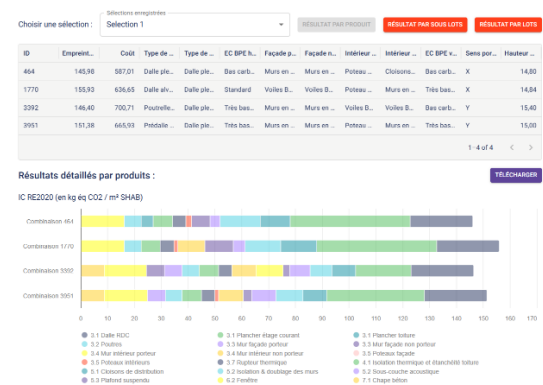 Sélections enregistrées
Choisir une sélection : Selection 1 RÉSULTAT PAR PRODUIT RÉSULTAT PAR SOUS LOTS RÉSULTAT PAR LOTS
ID Empreint... Coût Type de ... Type de ... EC BPE h... Façade p... Façade n... Intérieur ... Intérieur ... EC BPE v... Sens por... Hauteur ...
464 145,98 587,01 Dalle ple... Dalle ple... Bas carb... Murs en ... Murs en ... Poteau ... Cloisons... Bas carb... X 14,80
1770 155,93 636,65 Dalle alv... Dalle ple... Standard Voiles B... Voiles B... Poteau ... Murs en ... Bas carb... X 14,84
3392 146,40 700,71 Poutrelle... Dalle ple... Très bas... Murs en ... Murs en ... Voiles B... Voiles B... Bas carb... Y 15,40
3951 151,38 665,93 Prédalle ... Dalle ple... Très bas... Murs en ... Murs en ... Poteau ... Murs en ... Très bas... Y 15,00
1-4 of 4
Résultats détaillés par produits : TÉLÉCHARGER
IC RE2020 (en kg éq CO2 / m² SHAB)
Combinaison 464
Combinaison 1770
Combinaison 3392
Combinaison 3951
0 10 20 30 40 50 60 70 80 90 100 110 120 130 140 150 160 170
3.1 Dalle RDC 3.1 Plancher étage courant 3.1 Plancher toiture
3.2 Poutres 3.3 Mur façade porteur 3.3 Mur façade non porteur
3.4 Mur intérieur porteur 3.4 Mur intérieur non porteur 3.5 Poteaux façade
3.5 Poteaux intérieurs 3.7 Rupteur thermique 4.1 Isolation thermique et étanchéité toiture
5.1 Cloisons de distribution 5.2 Isolation & doublage des murs 5.2 Sous-couche acoustique
5.3 Plafond suspendu 6.2 Fenêtre 7.1 Chape béton